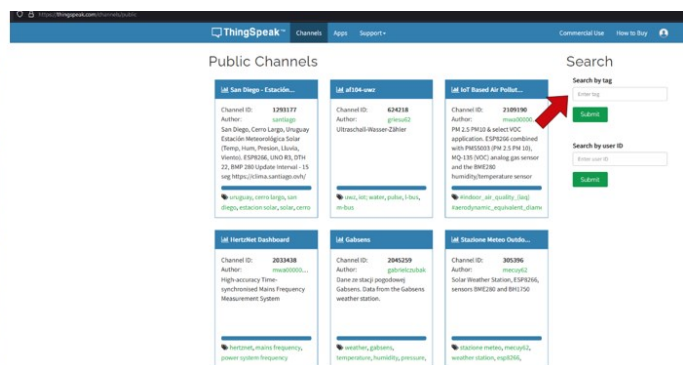 https://thingspeak.com/channels/public
ThingSpeak™ Channels Apps Support Commercial Use How to Buy
Public Channels
San Diego - Estación...
Channel ID: 1293177
Author: santiago
San Diego, Cerro Largo, Uruguay
Estación Meteorológica Solar
(Temp, Hum, Presion, Lluvia,
Viento). ESP8266, UNO R3, DTH
22, BMP 280 Update Interval - 15
seg https://clima.santiago.ovh/
uruguay, cerro largo, san
diego, estacion solar, solar, cerro
af104-uwz
Channel ID: 624218
Author: griesu62
Ultraschall-Wasser-Zähler
uwz, iot; water, pulse, l-bus,
m-bus
IoT Based Air Pollut...
Channel ID: 2109190
Author: mwa00000...
PM 2.5 PM10 & select VOC
application. ESP8266 combined
with PMS5003 (PM 2.5 PM 10),
MQ-135 (VOC) analog gas sensor
and the BME280
humidity/temperature sensor
#indoor_air_quality_(iaq)
#aerodynamic_equivalent_diame
HertzNet Dashboard
Channel ID: 2033438
Author: mwa00000...
High-accuracy Time-
synchronised Mains Frequency
Measurement System
hertznet, mains frequency,
power system frequency
Gabsens
Channel ID: 2045259
Author: gabrielczubak
Dane ze stacji pogodowej
Gabsens. Data from the Gabsens
weather station.
weather, gabsens,
temperature, humidity, pressure,
Stazione Meteo Outdo...
Channel ID: 305396
Author: mecuy62
Solar Weather Station, ESP8266,
sensors BME280 and BH1750
stazione meteo, mecuy62,
weather station, esp8266,
Search
Search by tag
Enter tag
Submit
Search by user ID
Enter user ID
Submit